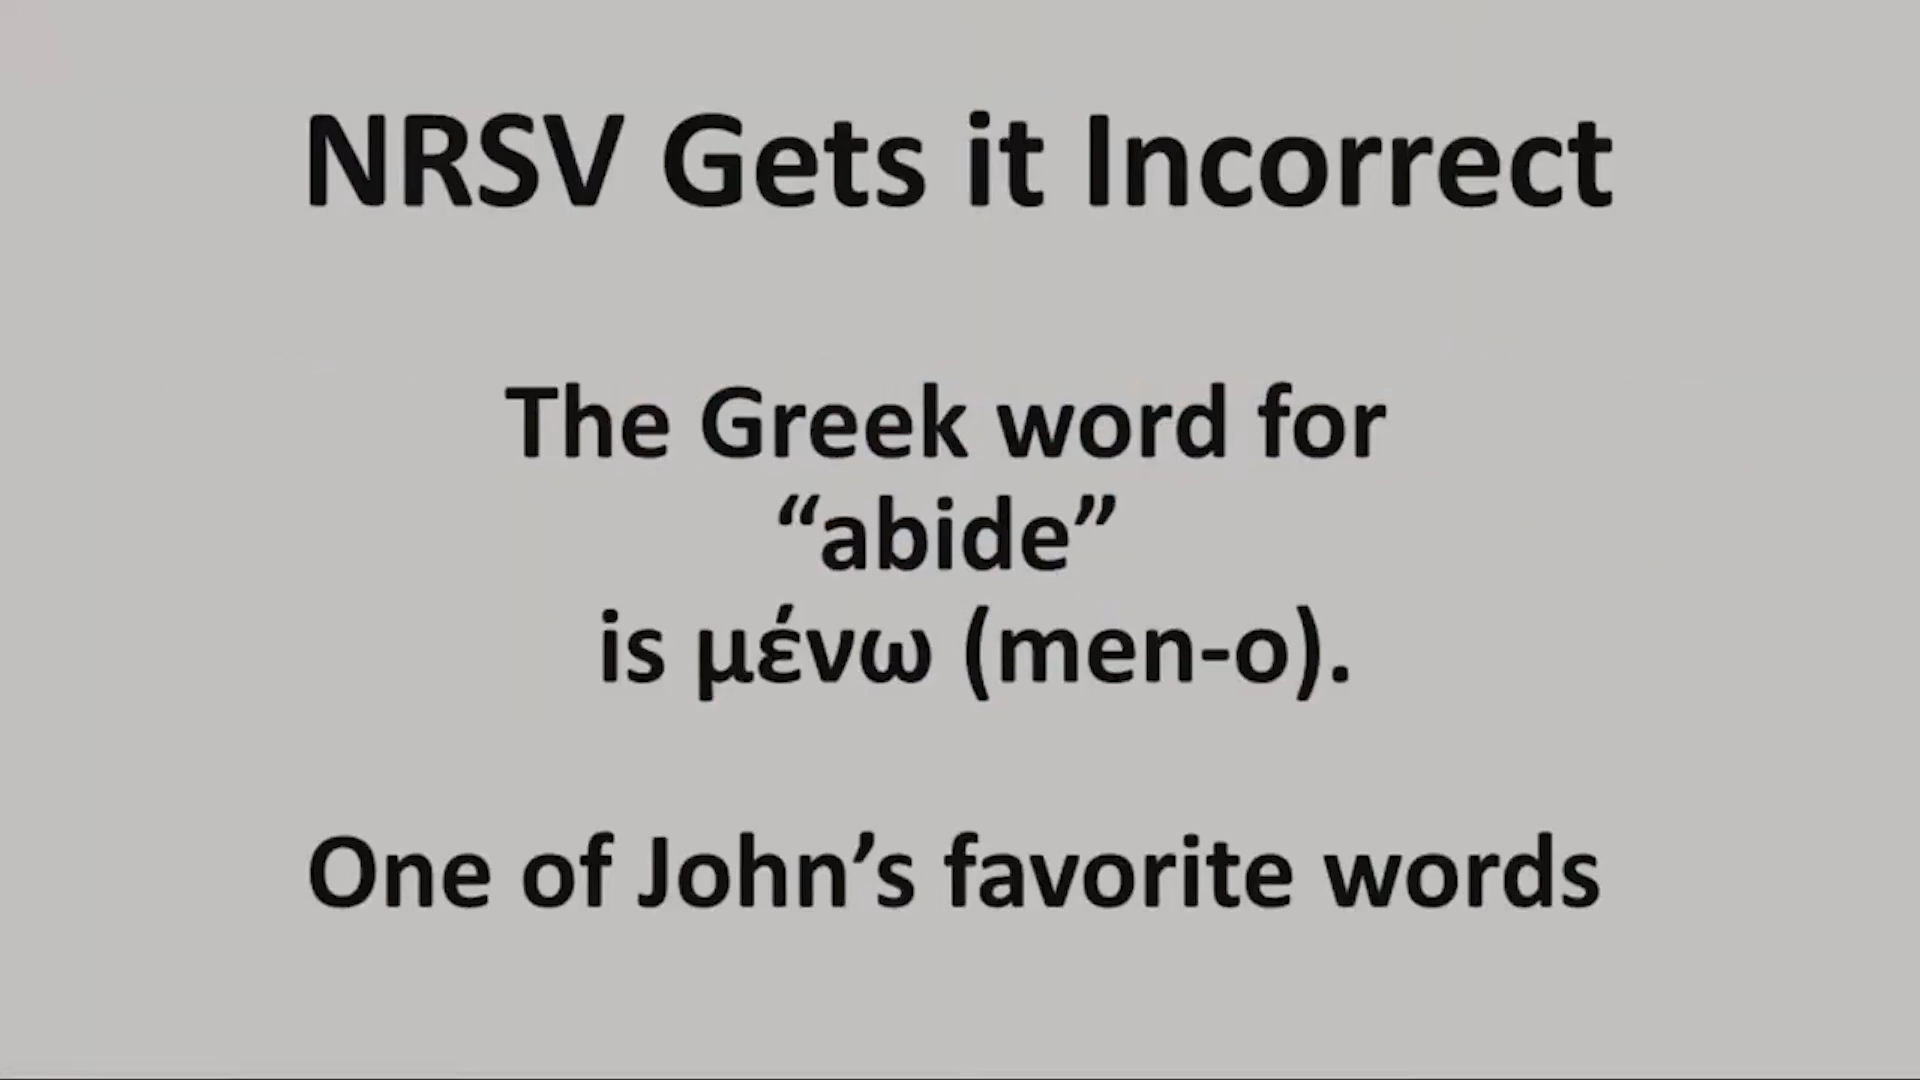 NRSV Gets it Incorrect
The Greek word for
“abide”
is μένω (men-o).
One of John’s favorite words